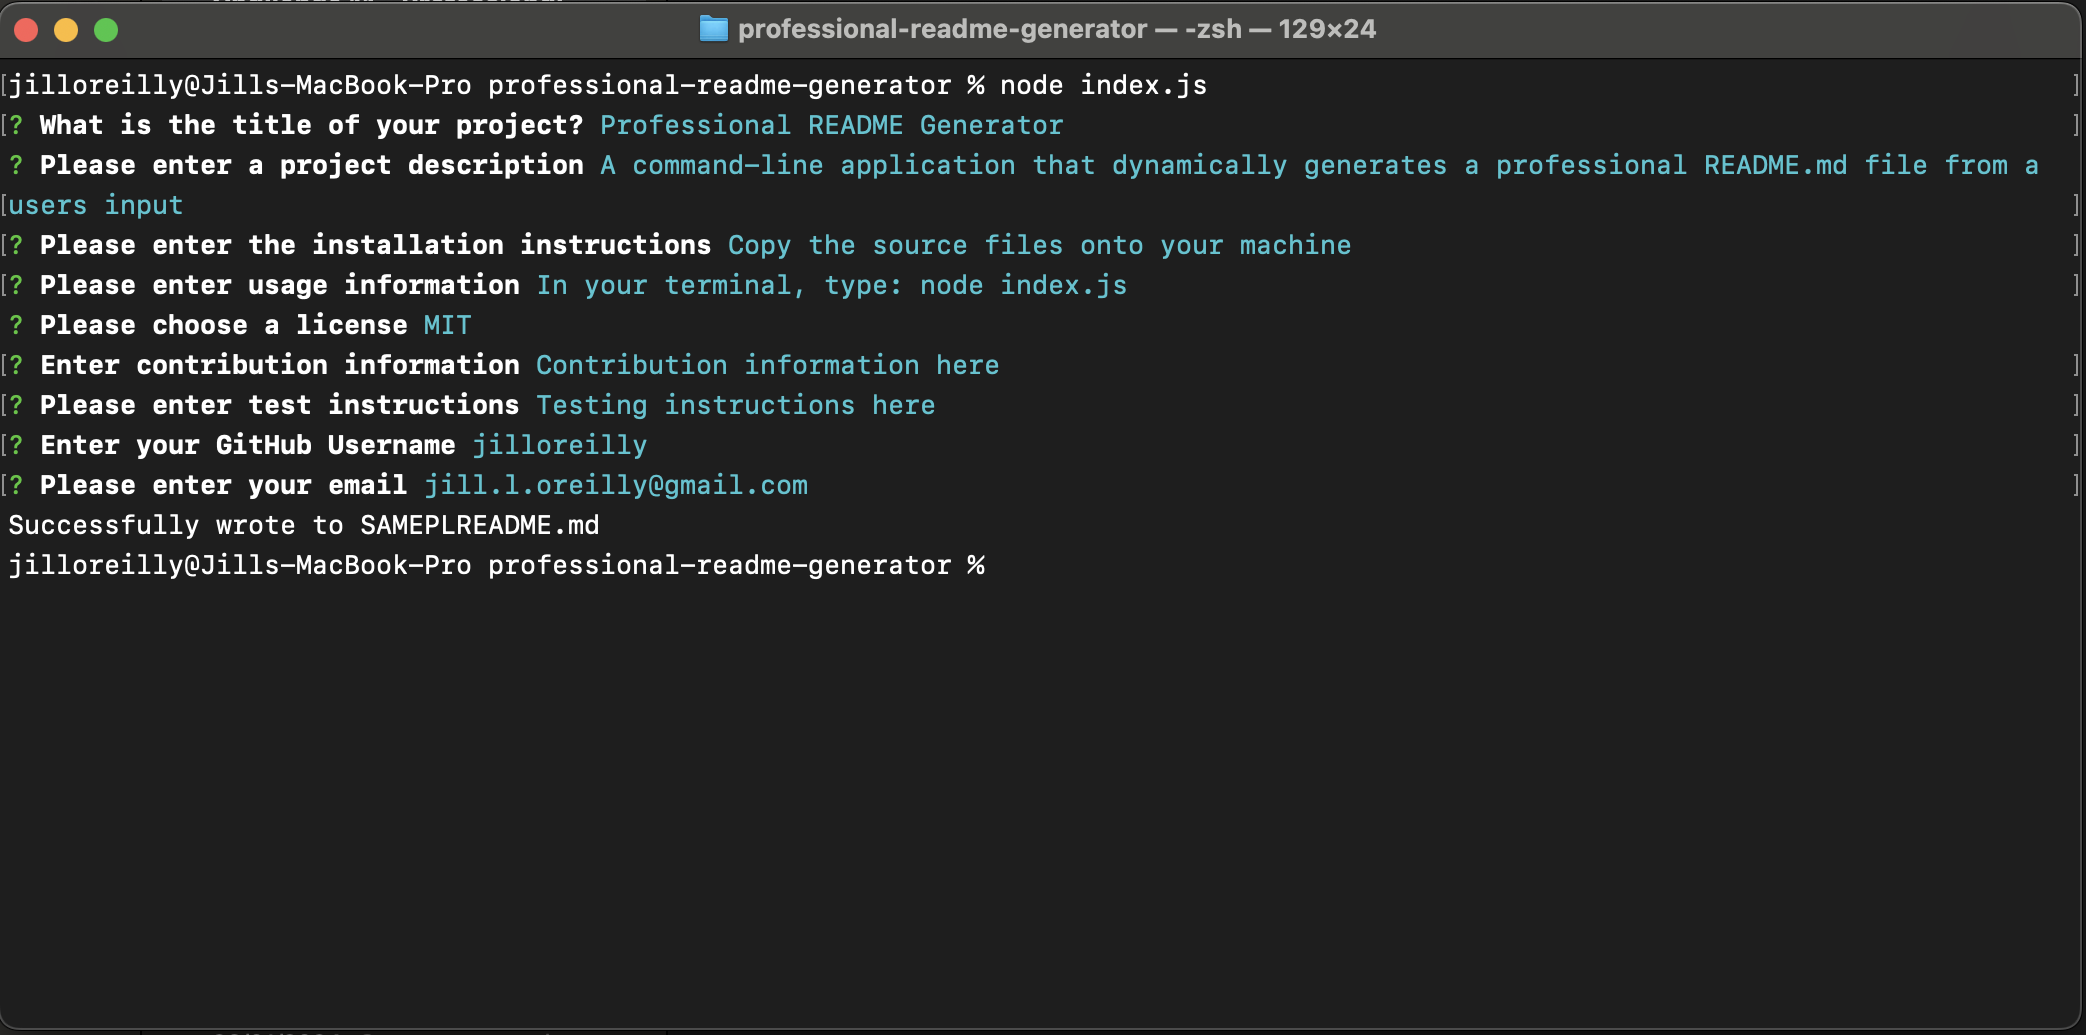 professional-readme-generator — -zsh — 129×24
jilloreilly@Jills-MacBook-Pro professional-readme-generator % node index.js
? What is the title of your project? Professional README Generator
? Please enter a project description A command-line application that dynamically generates a professional README.md file from a
users input
? Please enter the installation instructions Copy the source files onto your machine
? Please enter usage information In your terminal, type: node index.js
? Please choose a license MIT
? Enter contribution information Contribution information here
? Please enter test instructions Testing instructions here
? Enter your GitHub Username jilloreilly
? Please enter your email jill.l.oreilly@gmail.com
Successfully wrote to SAMEPLREADME.md
jilloreilly@Jills-MacBook-Pro professional-readme-generator %